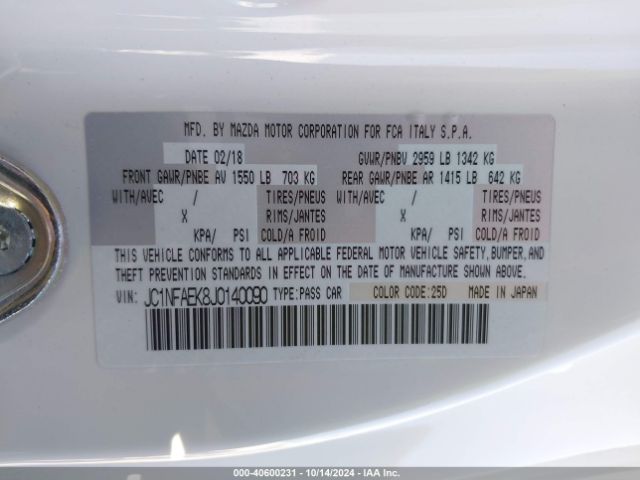 MFD. BY MAZDA MOTOR CORPORATION FOR FCA ITALY S.P.A.
DATE 02/18 GVWR/PNBV 2959 LB 1342 KG
FRONT GAWR/PNBE AV 1550 LB 703 KG REAR GAWR/PNBE AR 1415 LB 642 KG
WITH/AVEC / TIRES/PNEUS WITH/AVEC / TIRES/PNEUS
X RIMS/JANTES X RIMS/JANTES
KPA/ PSI COLD/A FROID KPA/ PSI COLD/A FROID
THIS VEHICLE CONFORMS TO ALL APPLICABLE FEDERAL MOTOR VEHICLE SAFETY, BUMPER, AND
THEFT PREVENTION STANDARDS IN EFFECT ON THE DATE OF MANUFACTURE SHOWN ABOVE.
VIN: JC1NFAEK8J0140090 TYPE: PASS CAR COLOR CODE: 25D MADE IN JAPAN
000-40600231 - 10/14/2024 - IAA Inc.